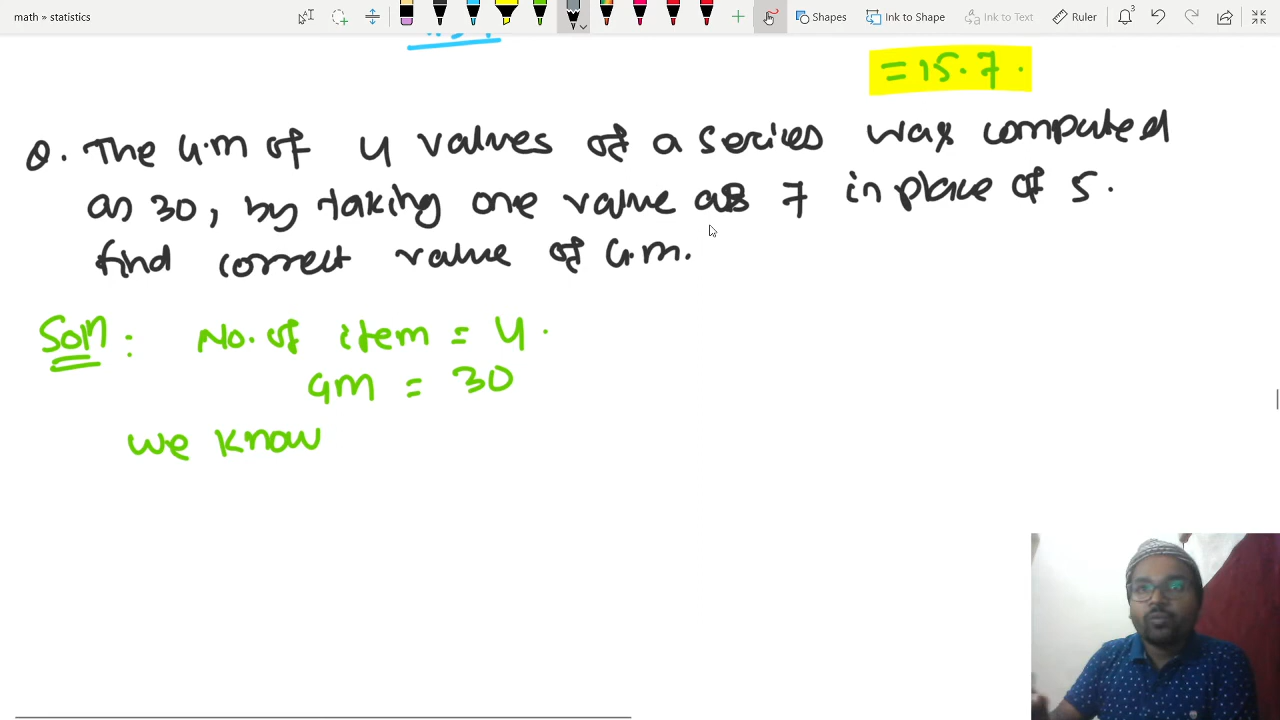 math » statistics
Shapes
Ink to Shape
Ink to Text
Ruler
= 15.7.
Q. The G.M of 4 values of a series was computed
as 30, by taking one value as 7 in place of 5.
find correct value of G.M.
Soln: No. of item = 4.
GM = 30
we know